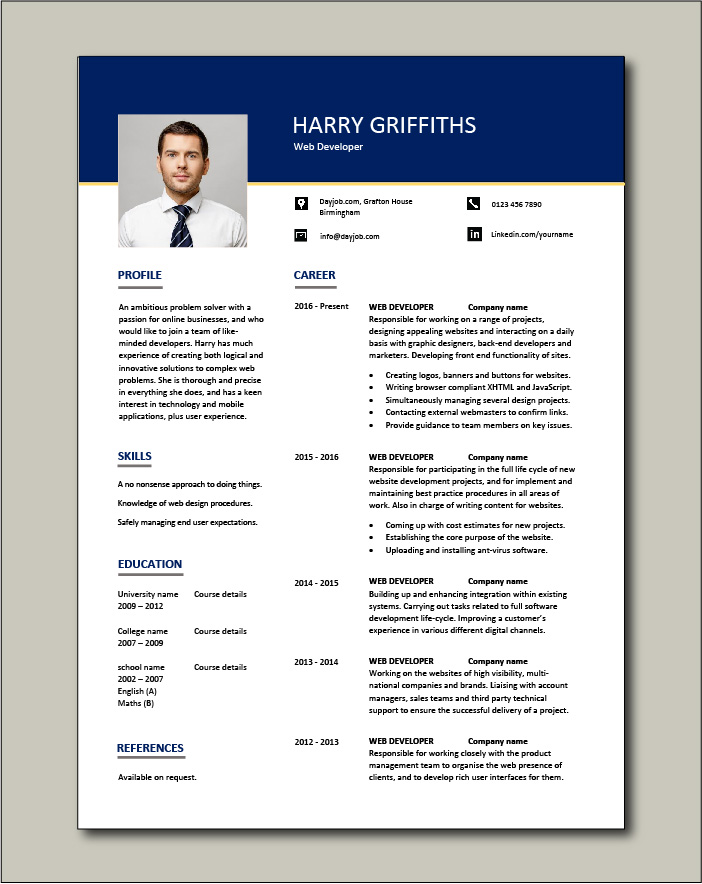 HARRY GRIFFITHS
Web Developer
Dayjob.com, Grafton House
Birmingham
0123 456 7890
info@dayjob.com
Linkedin.com/yourname
PROFILE
An ambitious problem solver with a
passion for online businesses, and who
would like to join a team of like-
minded developers. Harry has much
experience of creating both logical and
innovative solutions to complex web
problems. She is thorough and precise
in everything she does, and has a keen
interest in technology and mobile
applications, plus user experience.
SKILLS
A no nonsense approach to doing things.
Knowledge of web design procedures.
Safely managing end user expectations.
EDUCATION
University name Course details
2009 – 2012
College name Course details
2007 – 2009
school name Course details
2002 – 2007
English (A)
Maths (B)
REFERENCES
Available on request.
CAREER
2016 - Present WEB DEVELOPER Company name
Responsible for working on a range of projects,
designing appealing websites and interacting on a daily
basis with graphic designers, back-end developers and
marketers. Developing front end functionality of sites.
• Creating logos, banners and buttons for websites.
• Writing browser compliant XHTML and JavaScript.
• Simultaneously managing several design projects.
• Contacting external webmasters to confirm links.
• Provide guidance to team members on key issues.
2015 - 2016 WEB DEVELOPER Company name
Responsible for participating in the full life cycle of new
website development projects, and for implement and
maintaining best practice procedures in all areas of
work. Also in charge of writing content for websites.
• Coming up with cost estimates for new projects.
• Establishing the core purpose of the website.
• Uploading and installing ant-virus software.
2014 - 2015 WEB DEVELOPER Company name
Building up and enhancing integration within existing
systems. Carrying out tasks related to full software
development life-cycle. Improving a customer's
experience in various different digital channels.
2013 - 2014 WEB DEVELOPER Company name
Working on the websites of high visibility, multi-
national companies and brands. Liaising with account
managers, sales teams and third party technical
support to ensure the successful delivery of a project.
2012 - 2013 WEB DEVELOPER Company name
Responsible for working closely with the product
management team to organise the web presence of
clients, and to develop rich user interfaces for them.